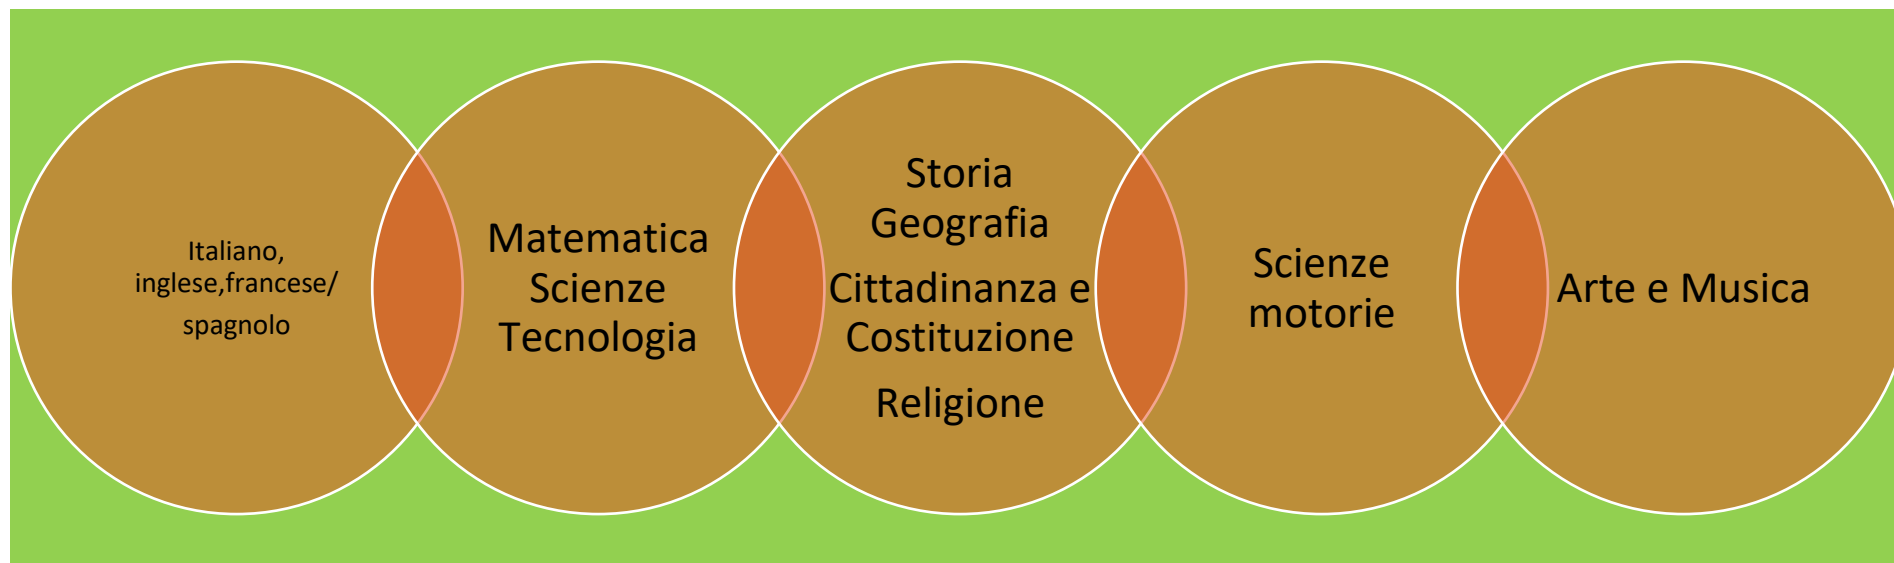 Italiano,
inglese,francese/
spagnolo
Matematica
Scienze
Tecnologia
Storia
Geografia
Cittadinanza e
Costituzione
Religione
Scienze
motorie
Arte e Musica